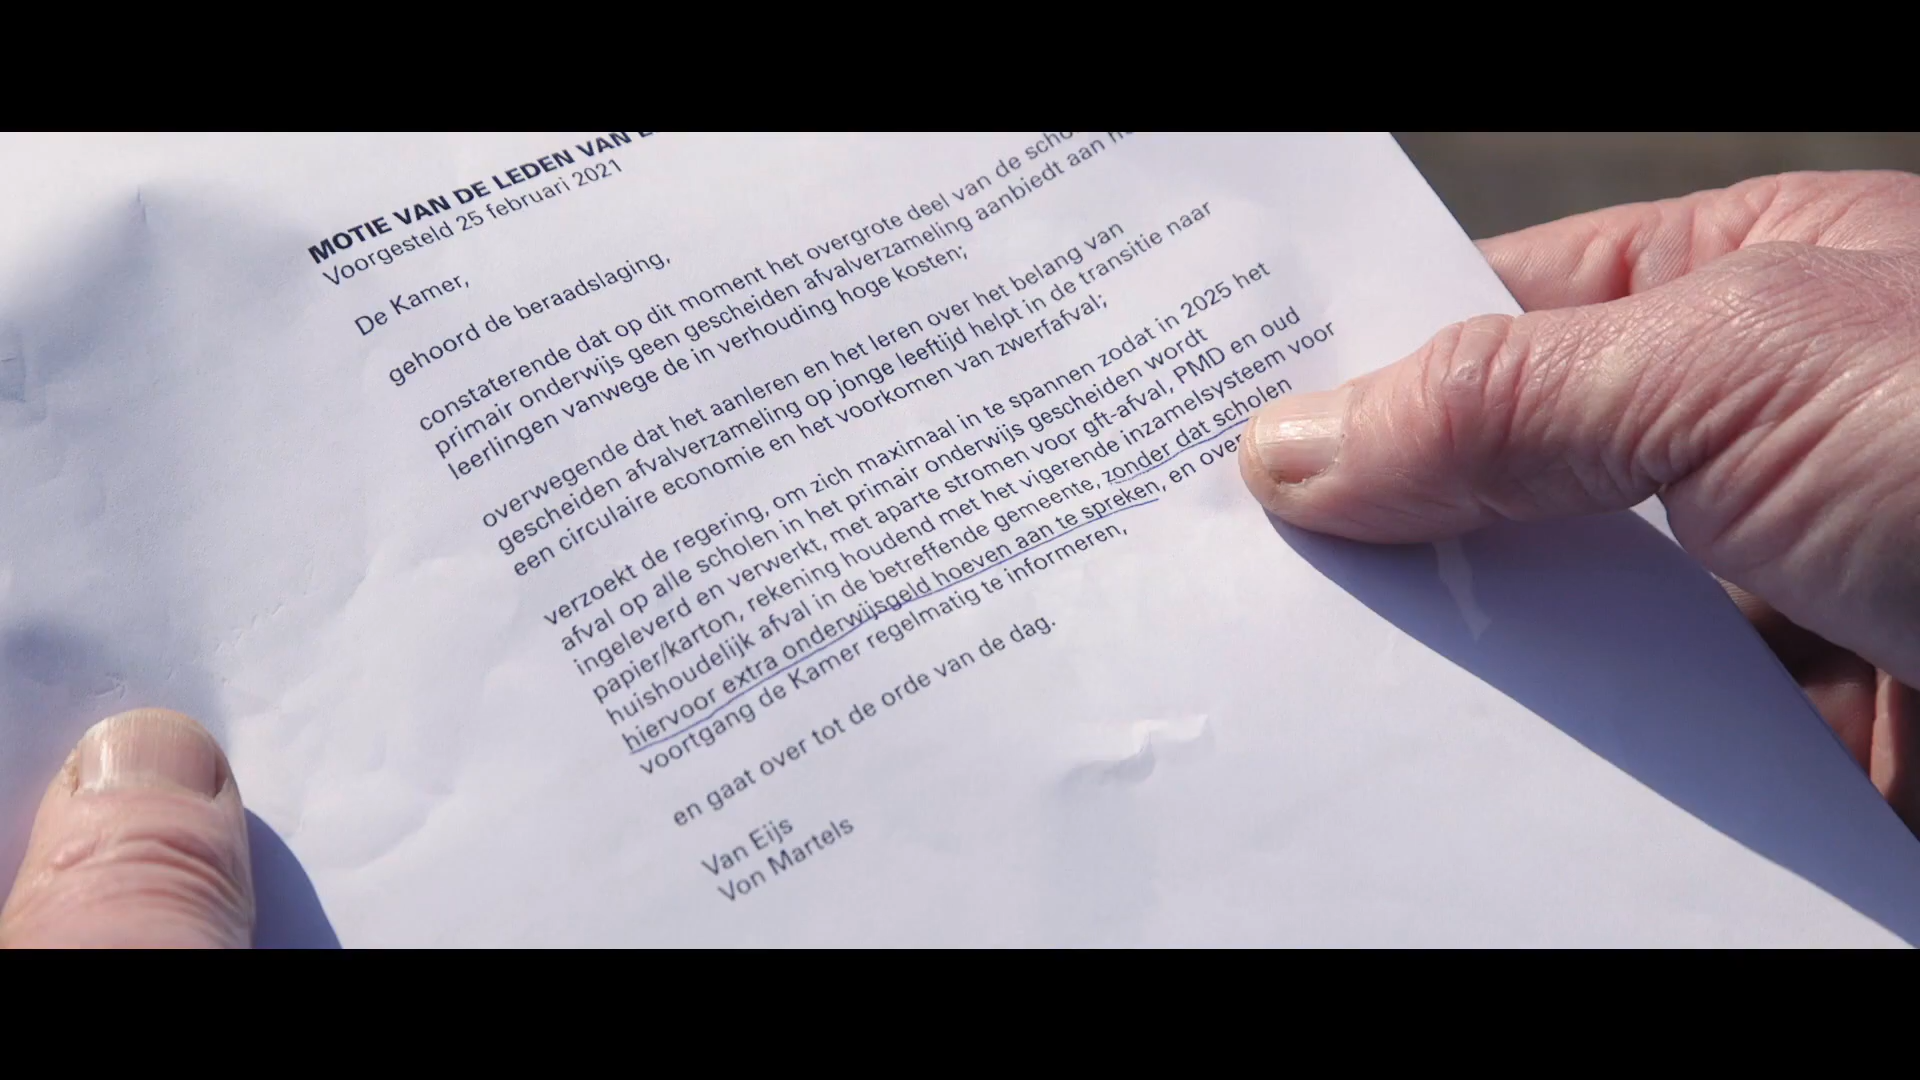 MOTIE VAN DE LEDEN VAN
Voorgesteld 25 februari 2021
De Kamer,
gehoord de beraadslaging,
constaterende dat op dit moment het overgrote deel van de
primair onderwijs geen gescheiden afvalverzameling aanbiedt aan
leerlingen vanwege de in verhouding hoge kosten;
overwegende dat het aanleren en het leren over het belang van
gescheiden afvalverzameling op jonge leeftijd helpt in de transitie naar
een circulaire economie en het voorkomen van zwerfafval;
verzoekt de regering, om zich maximaal in te spannen zodat in 2025 het
afval op alle scholen in het primair onderwijs gescheiden wordt
ingeleverd en verwerkt, met aparte stromen voor gft-afval, PMD en oud
papier/karton, rekening houdend met het vigerende inzamelsysteem voor
huishoudelijk afval in de betreffende gemeente, zonder dat scholen
hiervoor extra onderwijsgeld hoeven aan te spreken, en over
voortgang de Kamer regelmatig te informeren,
en gaat over tot de orde van de dag.
Van Eijs
Von Martels